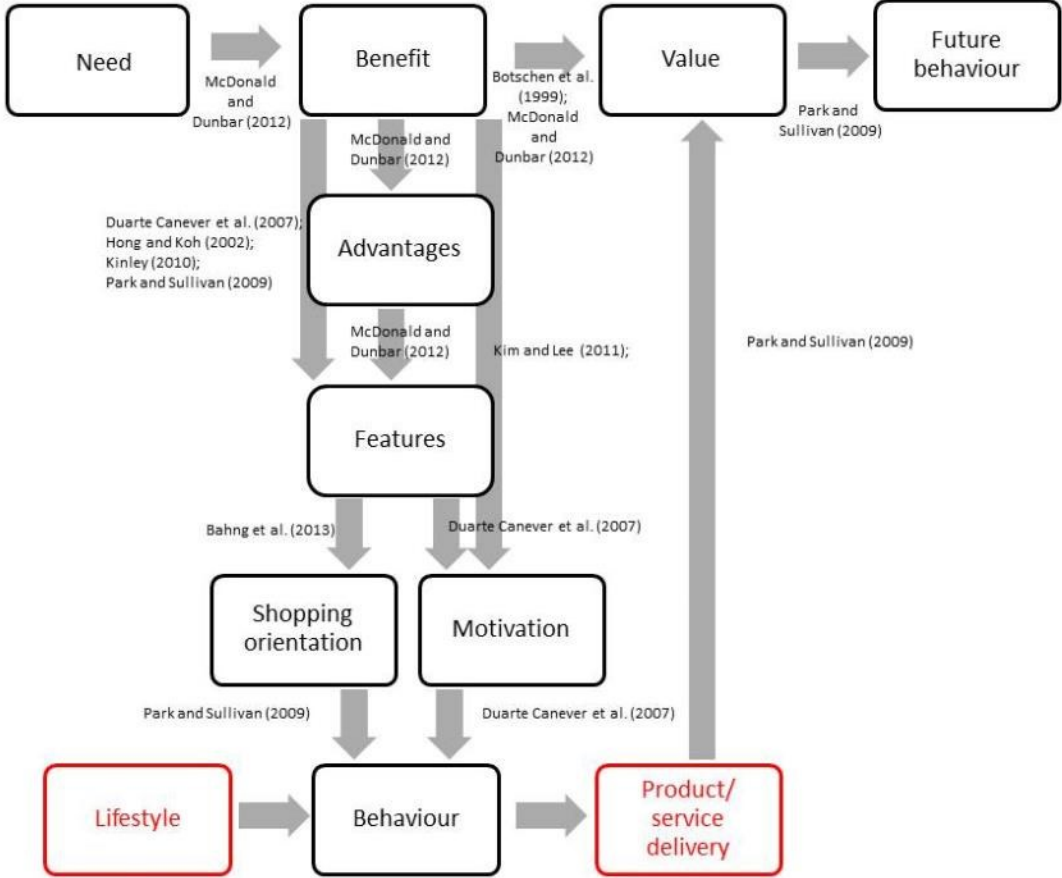 Need
McDonald
and
Dunbar (2012)
Benefit
Botschen et al.
(1999);
McDonald
and
Dunbar (2012)
Value
Park and
Sullivan (2009)
Future
behaviour
McDonald and
Dunbar (2012)
Duarte Canever et al. (2007);
Hong and Koh (2002);
Kinley (2010);
Park and Sullivan (2009)
Advantages
McDonald and
Dunbar (2012)
Kim and Lee (2011);
Park and Sullivan (2009)
Features
Bahng et al. (2013)
Duarte Canever et al. (2007)
Shopping
orientation
Motivation
Park and Sullivan (2009)
Duarte Canever et al. (2007)
Lifestyle
Behaviour
Product/
service
delivery